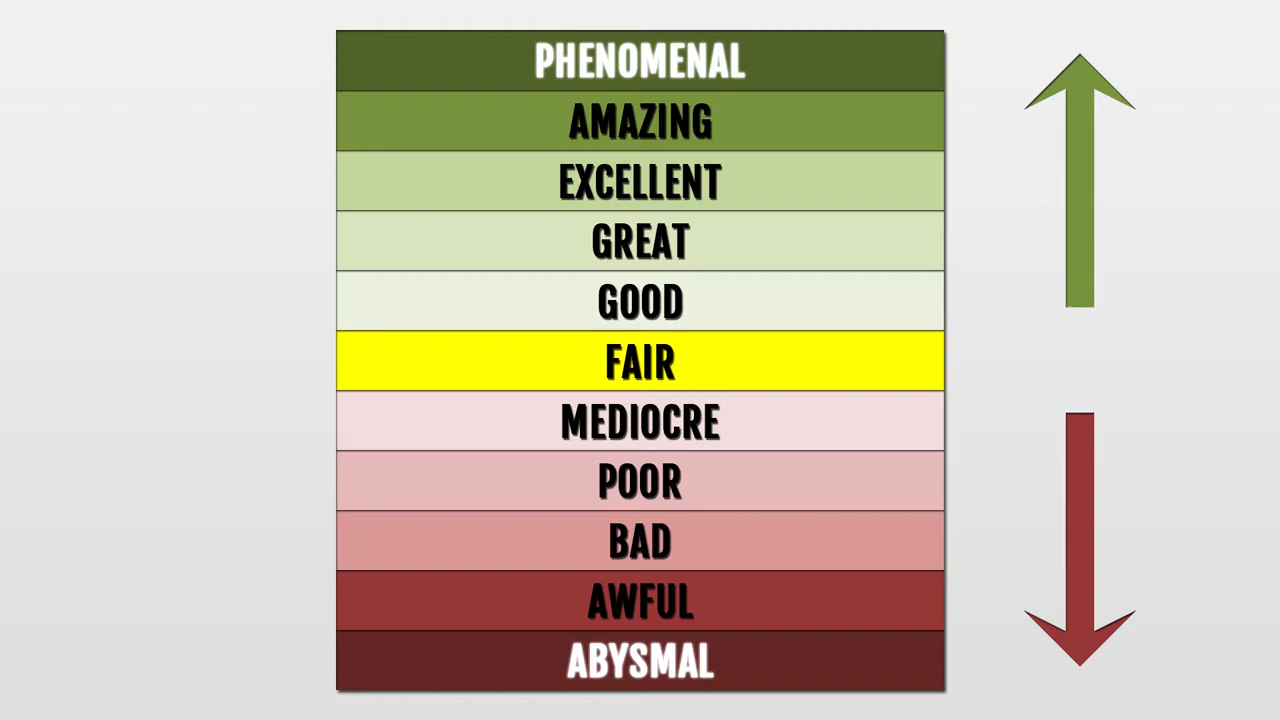 PHENOMENAL
AMAZING
EXCELLENT
GREAT
GOOD
FAIR
MEDIOCRE
POOR
BAD
AWFUL
ABYSMAL